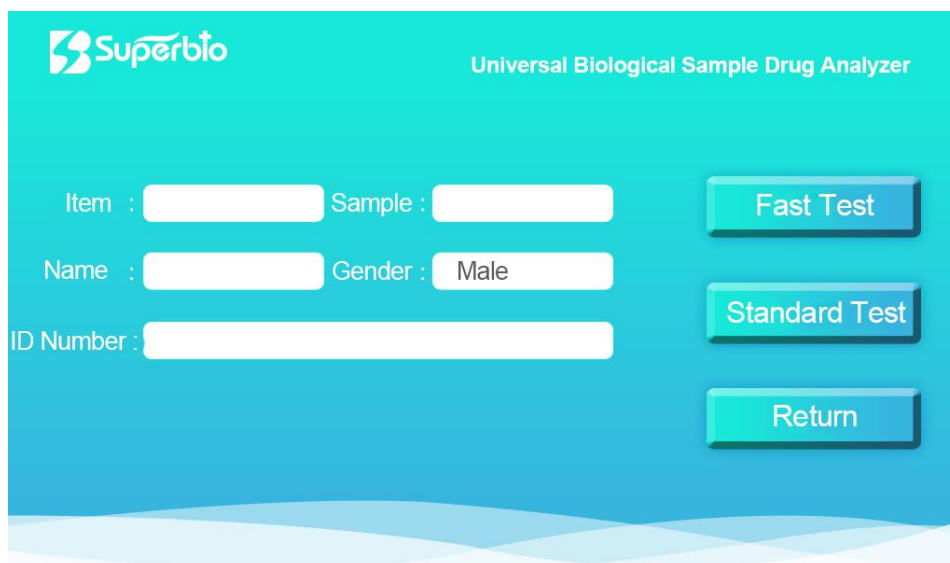 Superbio
Universal Biological Sample Drug Analyzer
Item : Sample : Fast Test
Name : Gender : Male
Standard Test
ID Number :
Return